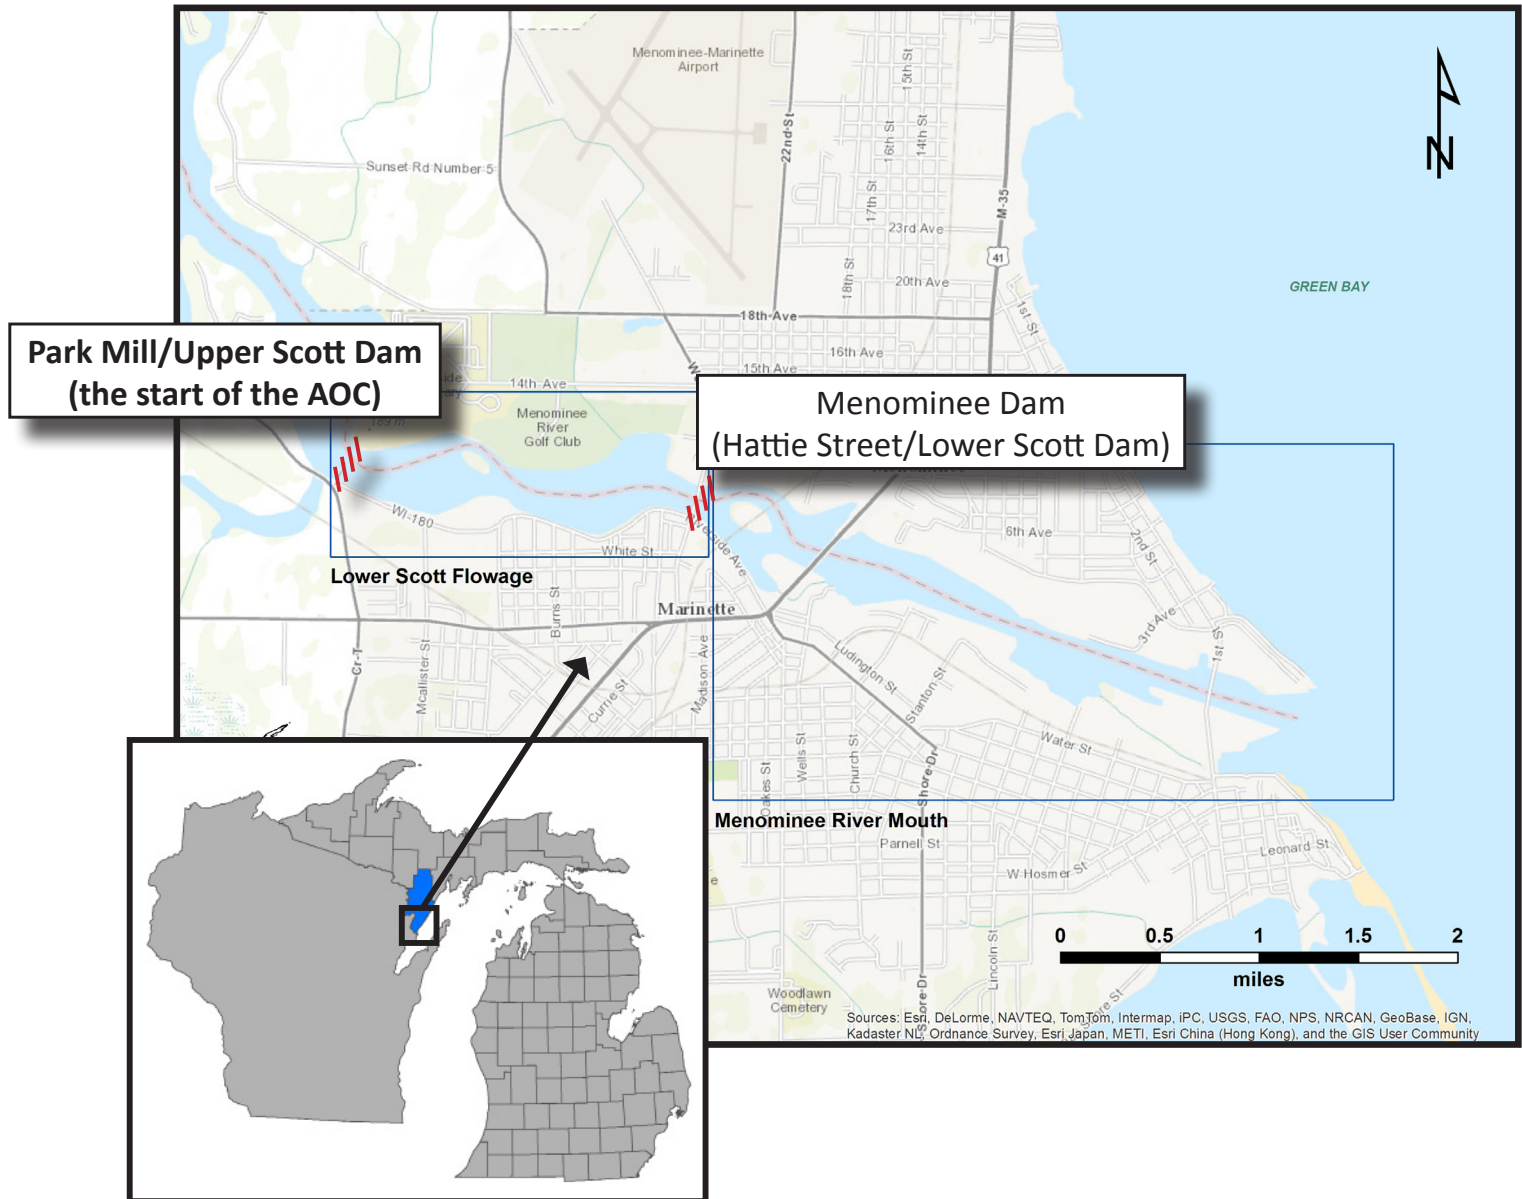 Menominee-Marinette
Airport
15th St
16th St
14th St
22nd St
Sunset Rd Number 5
17th St
M-35
23rd Ave
41
18th St
20th Ave
GREEN BAY
N
1st St
18th Ave
Park Mill/Upper Scott Dam
(the start of the AOC)
16th Ave
15th Ave
14th Ave
Menominee
River
Golf Club
Menominee Dam
(Hattie Street/Lower Scott Dam)
WI-180
6th Ave
2nd St
White St
Lower Scott Flowage
Burns St
Marinette
3rd Ave
1st St
Cr-T
Mcallister St
Madison Ave
Ludington St
Stanton St
Currie St
Water St
Oakes St
Wells St
Church St
Shore Dr
Menominee River Mouth
Parnell St
Leonard St
W Hosmer St
0 0.5 1 1.5 2
miles
Lincoln St
Shore Dr
Shore St
Woodlawn
Cemetery
Sources: Esri, DeLorme, NAVTEQ, TomTom, Intermap, iPC, USGS, FAO, NPS, NRCAN, GeoBase, IGN,
Kadaster NL, Ordnance Survey, Esri Japan, METI, Esri China (Hong Kong), and the GIS User Community